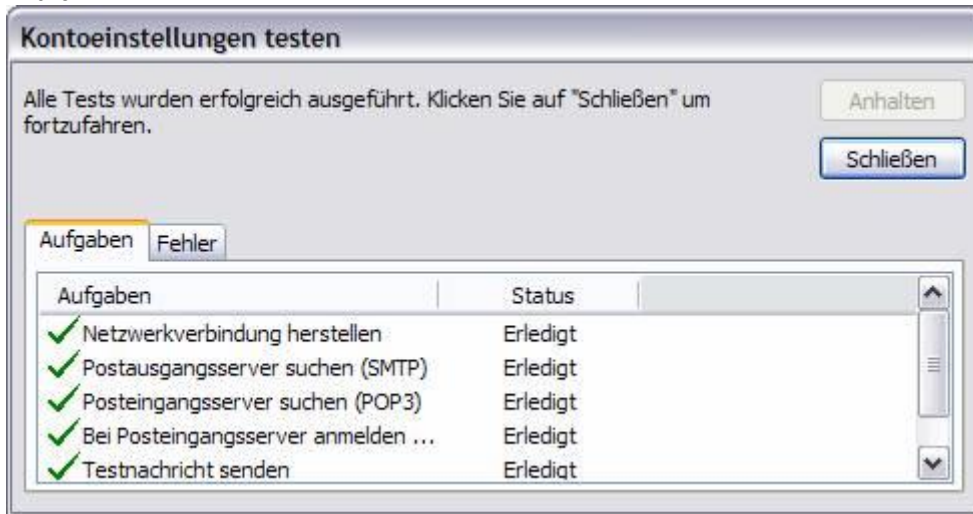 Kontoeinstellungen testen
Alle Tests wurden erfolgreich ausgeführt. Klicken Sie auf "Schließen" um
fortzufahren.
Anhalten
Schließen
Aufgaben Fehler
Aufgaben Status
Netzwerkverbindung herstellen Erledigt
Postausgangsserver suchen (SMTP) Erledigt
Posteingangsserver suchen (POP3) Erledigt
Bei Posteingangsserver anmelden ... Erledigt
Testnachricht senden Erledigt